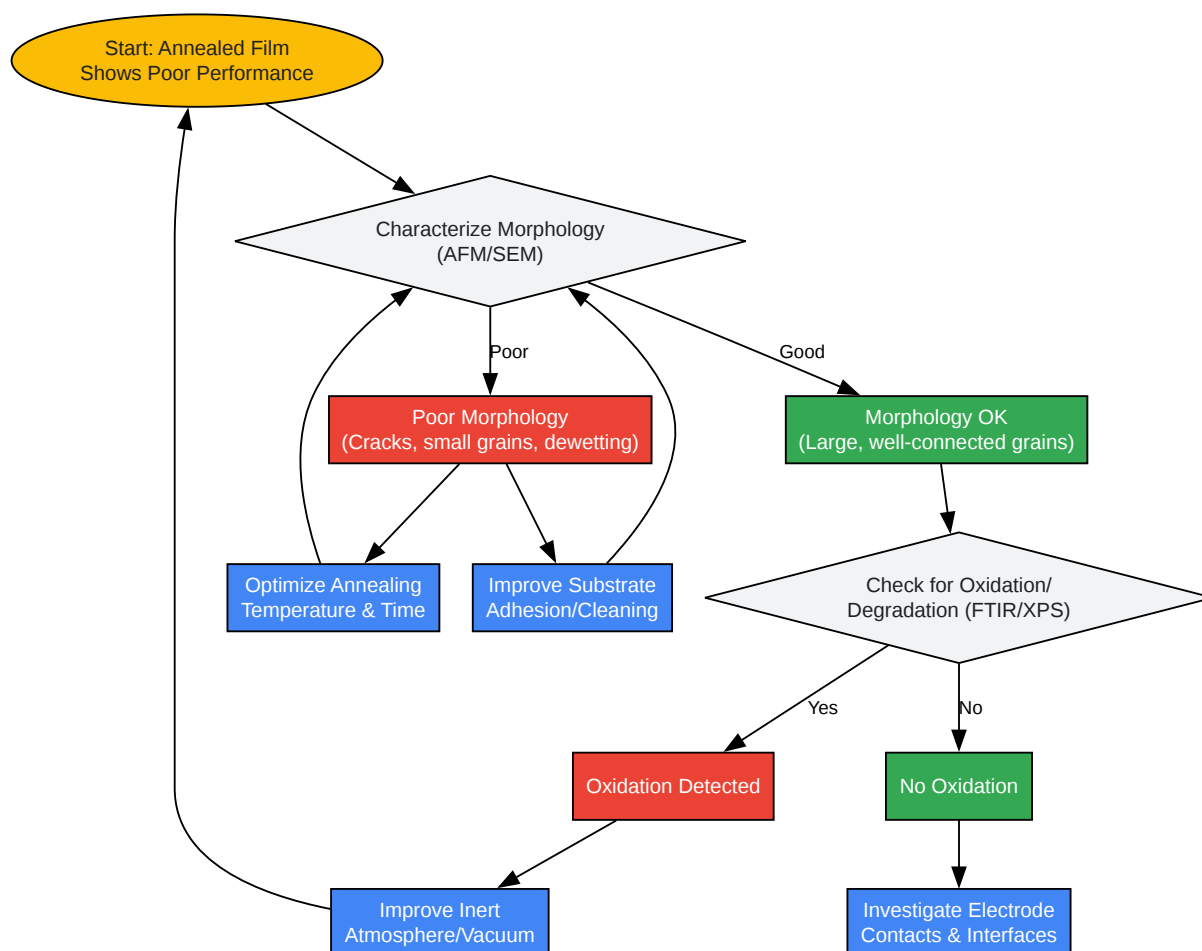 Start: Annealed Film
Shows Poor Performance
Characterize Morphology
(AFM/SEM)
Poor
Good
Poor Morphology
(Cracks, small grains, dewetting)
Morphology OK
(Large, well-connected grains)
Optimize Annealing
Temperature & Time
Improve Substrate
Adhesion/Cleaning
Check for Oxidation/
Degradation (FTIR/XPS)
Yes
No
Oxidation Detected
No Oxidation
Improve Inert
Atmosphere/Vacuum
Investigate Electrode
Contacts & Interfaces